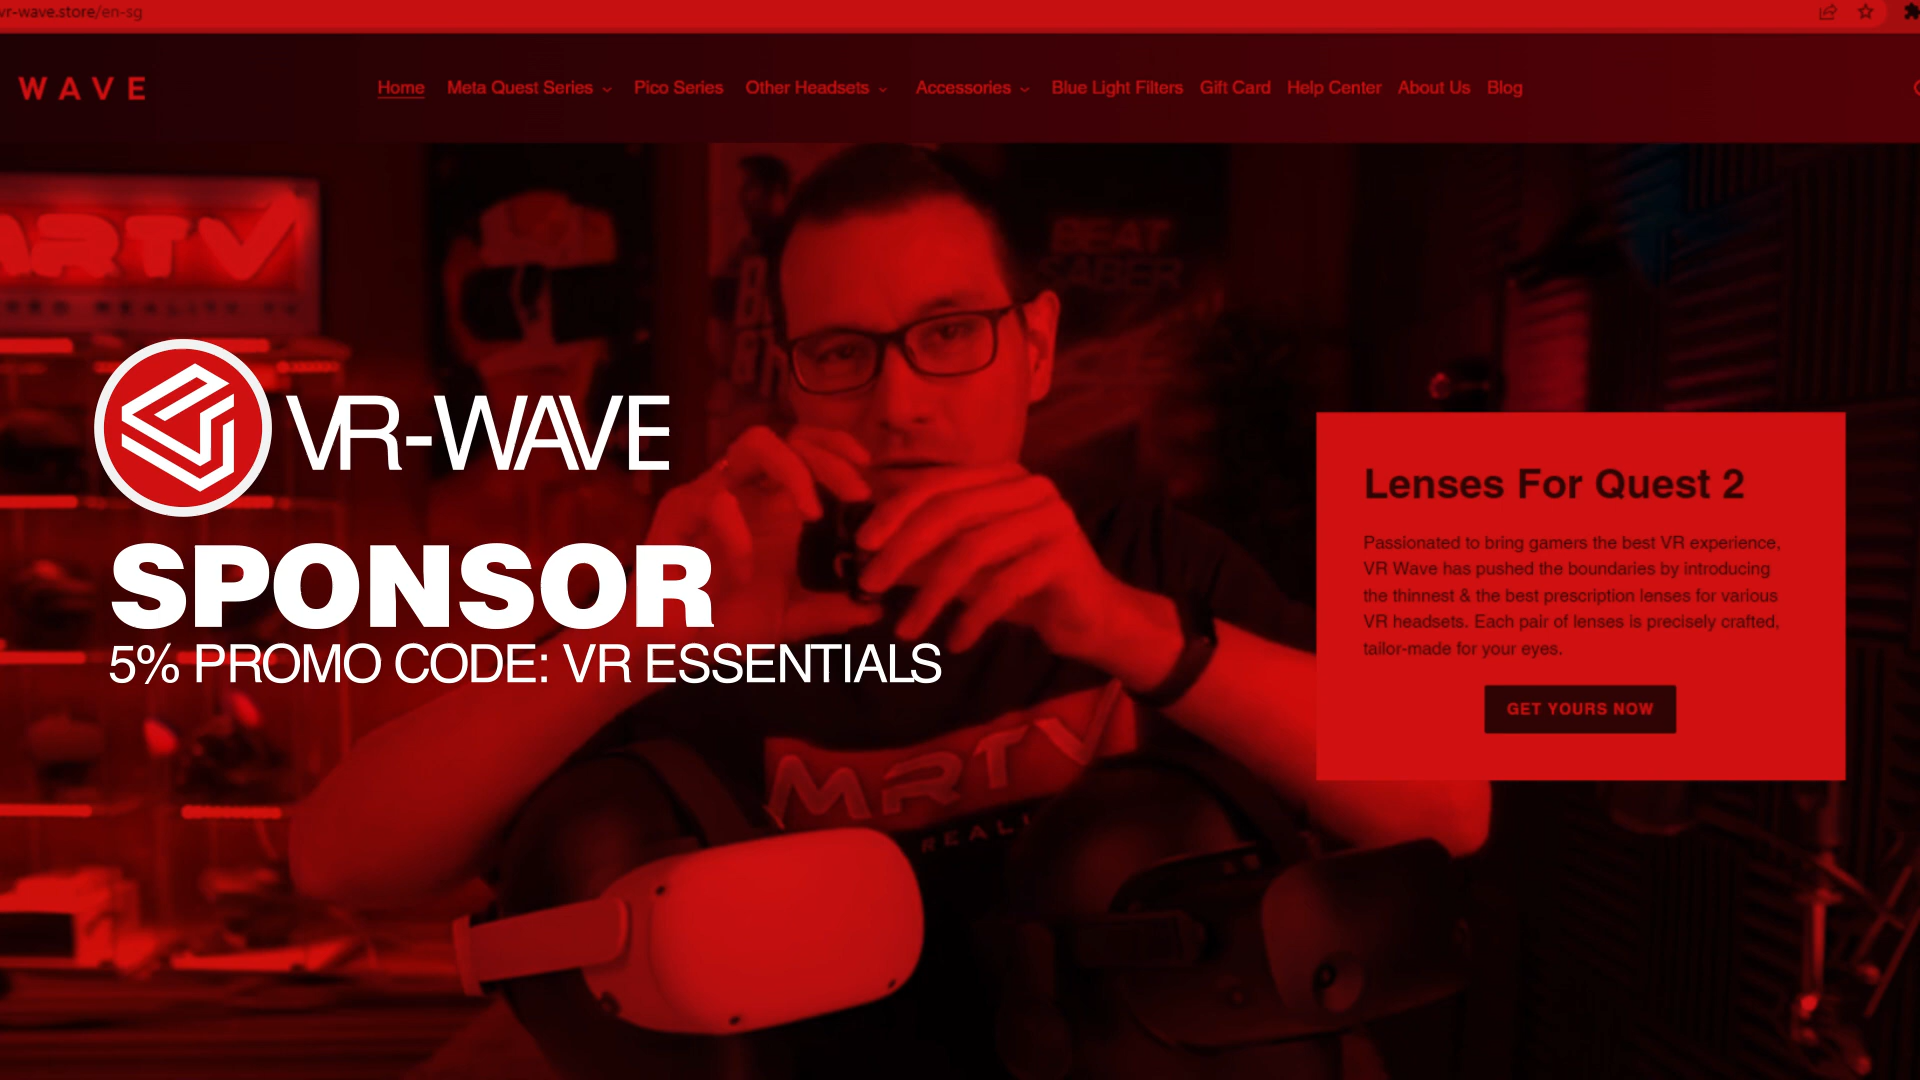 vr-wave.store/en-sg
WAVE
Home Meta Quest Series Pico Series Other Headsets Accessories Blue Light Filters Gift Card Help Center About Us Blog
MRTV
BEAT
SABER
VR-WAVE
SPONSOR
5% PROMO CODE: VR ESSENTIALS
Lenses For Quest 2
Passionated to bring gamers the best VR experience,
VR Wave has pushed the boundaries by introducing
the thinnest & the best prescription lenses for various
VR headsets. Each pair of lenses is precisely crafted,
tailor-made for your eyes.
GET YOURS NOW
MRTV